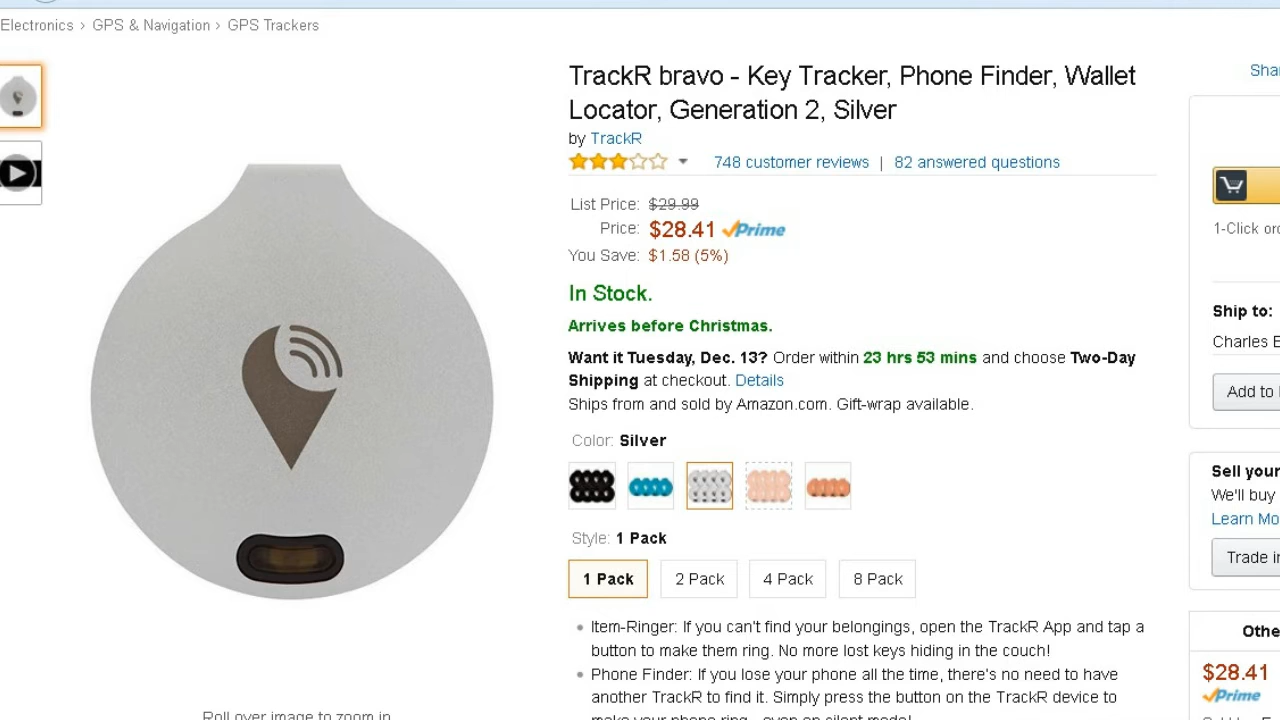 Electronics › GPS & Navigation › GPS Trackers
TrackR bravo - Key Tracker, Phone Finder, Wallet
Locator, Generation 2, Silver
by TrackR
748 customer reviews | 82 answered questions
List Price: $29.99
Price: $28.41 Prime
You Save: $1.58 (5%)
In Stock.
Arrives before Christmas.
Want it Tuesday, Dec. 13? Order within 23 hrs 53 mins and choose Two-Day
Shipping at checkout. Details
Ships from and sold by Amazon.com. Gift-wrap available.
Color: Silver
Style: 1 Pack
1 Pack 2 Pack 4 Pack 8 Pack
• Item-Ringer: If you can't find your belongings, open the TrackR App and tap a
button to make them ring. No more lost keys hiding in the couch!
• Phone Finder: If you lose your phone all the time, there's no need to have
another TrackR to find it. Simply press the button on the TrackR device to
make your phone ring - even on silent mode!
Roll over image to zoom in
Sha
1-Click or
Ship to:
Charles E
Add to
Sell your
We'll buy
Learn Mo
Trade in
Othe
$28.41
Prime